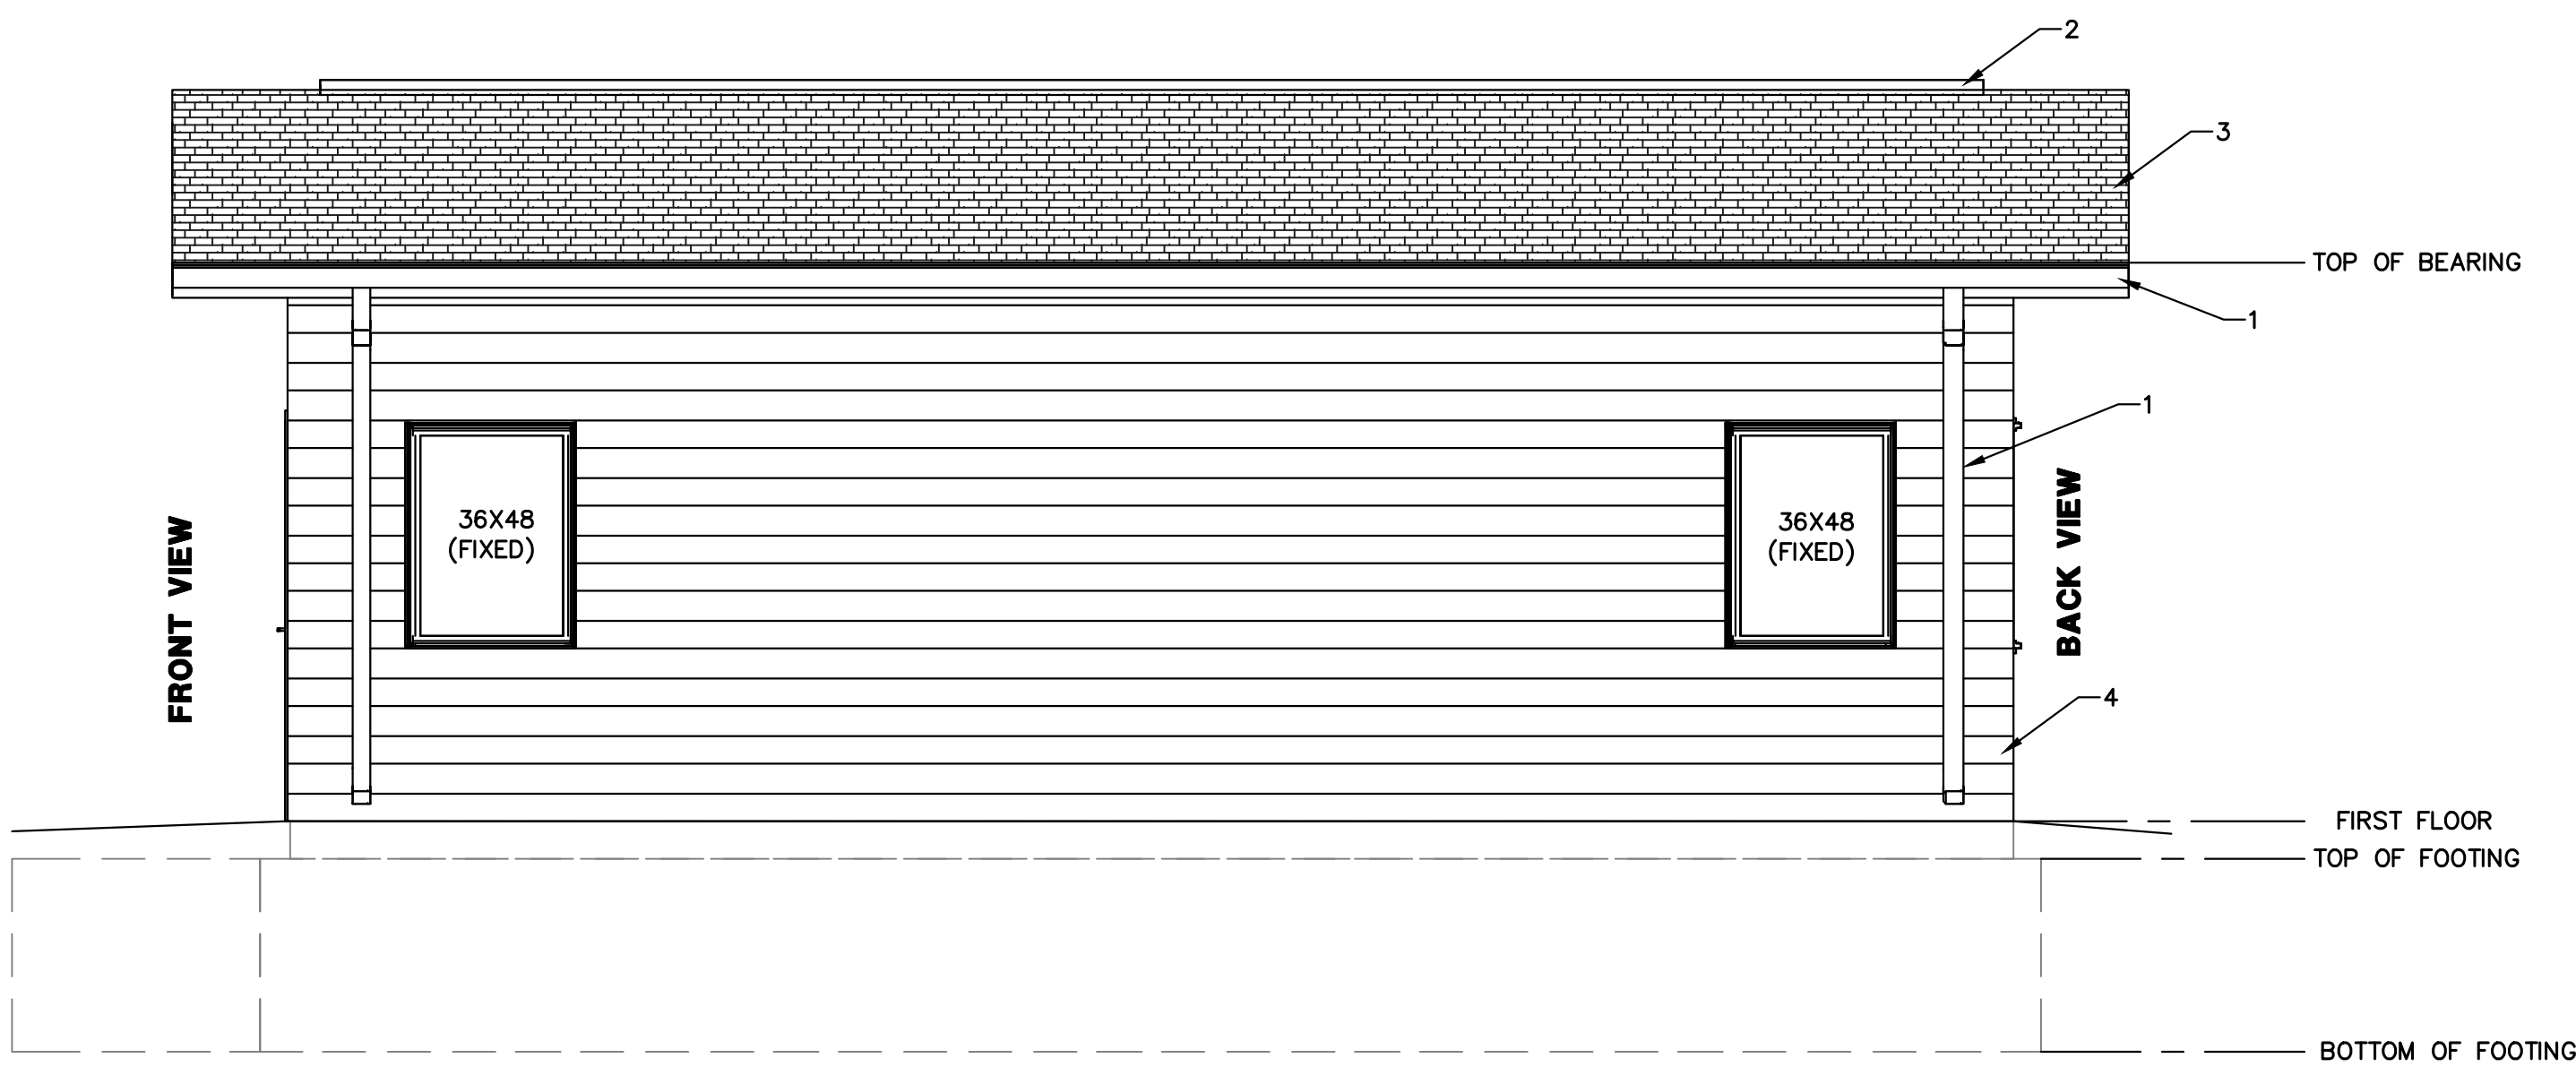 2
3
TOP OF BEARING
1
1
36X48
(FIXED)
36X48
(FIXED)
FRONT VIEW
BACK VIEW
4
FIRST FLOOR
TOP OF FOOTING
BOTTOM OF FOOTING